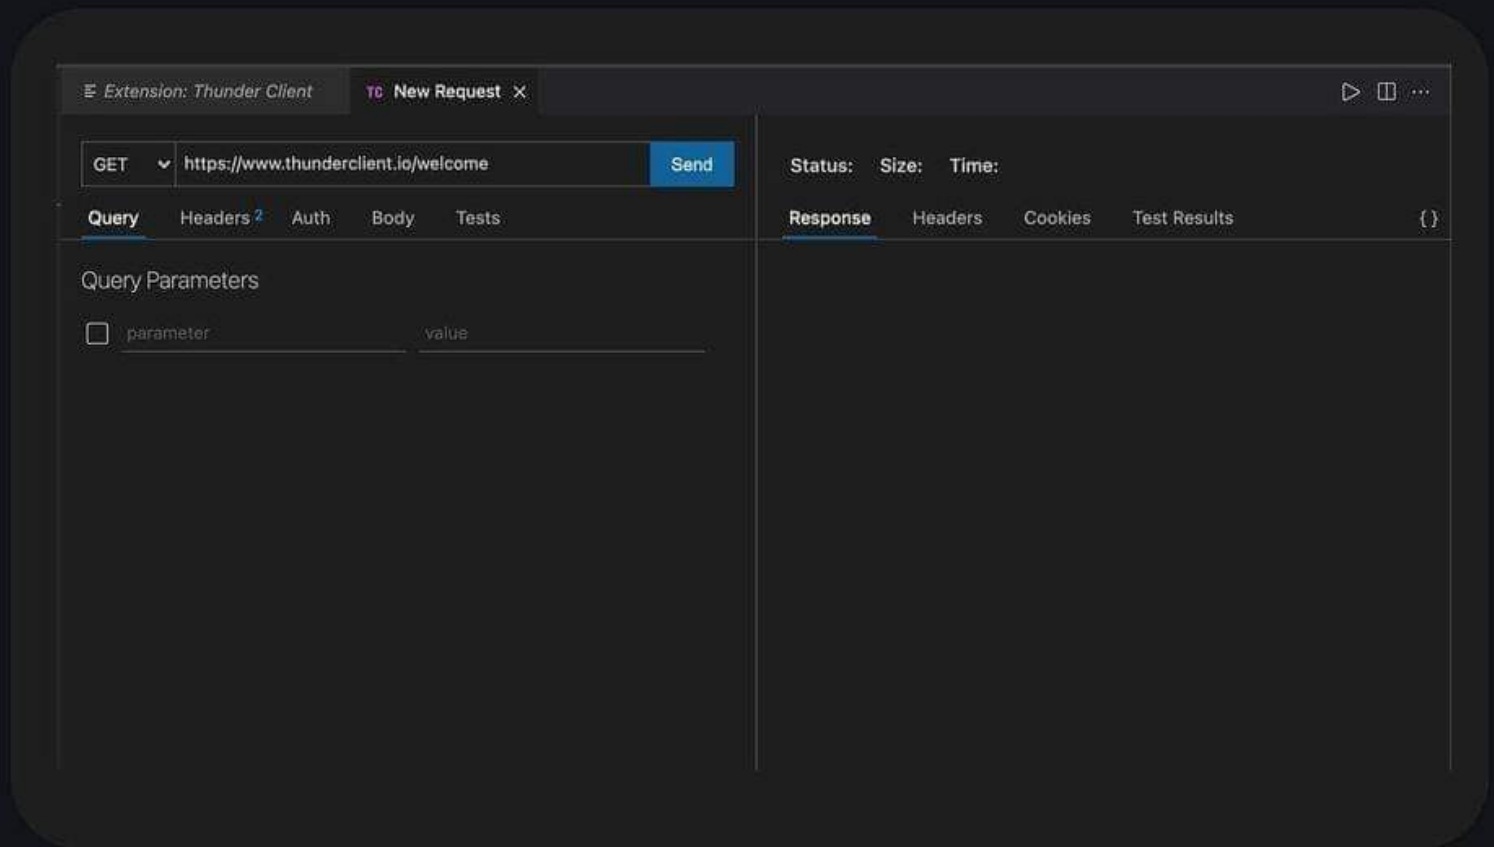 Extension: Thunder Client
TC New Request
GET https://www.thunderclient.io/welcome Send
Query Headers 2 Auth Body Tests
Query Parameters
parameter value
Status: Size: Time:
Response Headers Cookies Test Results {}